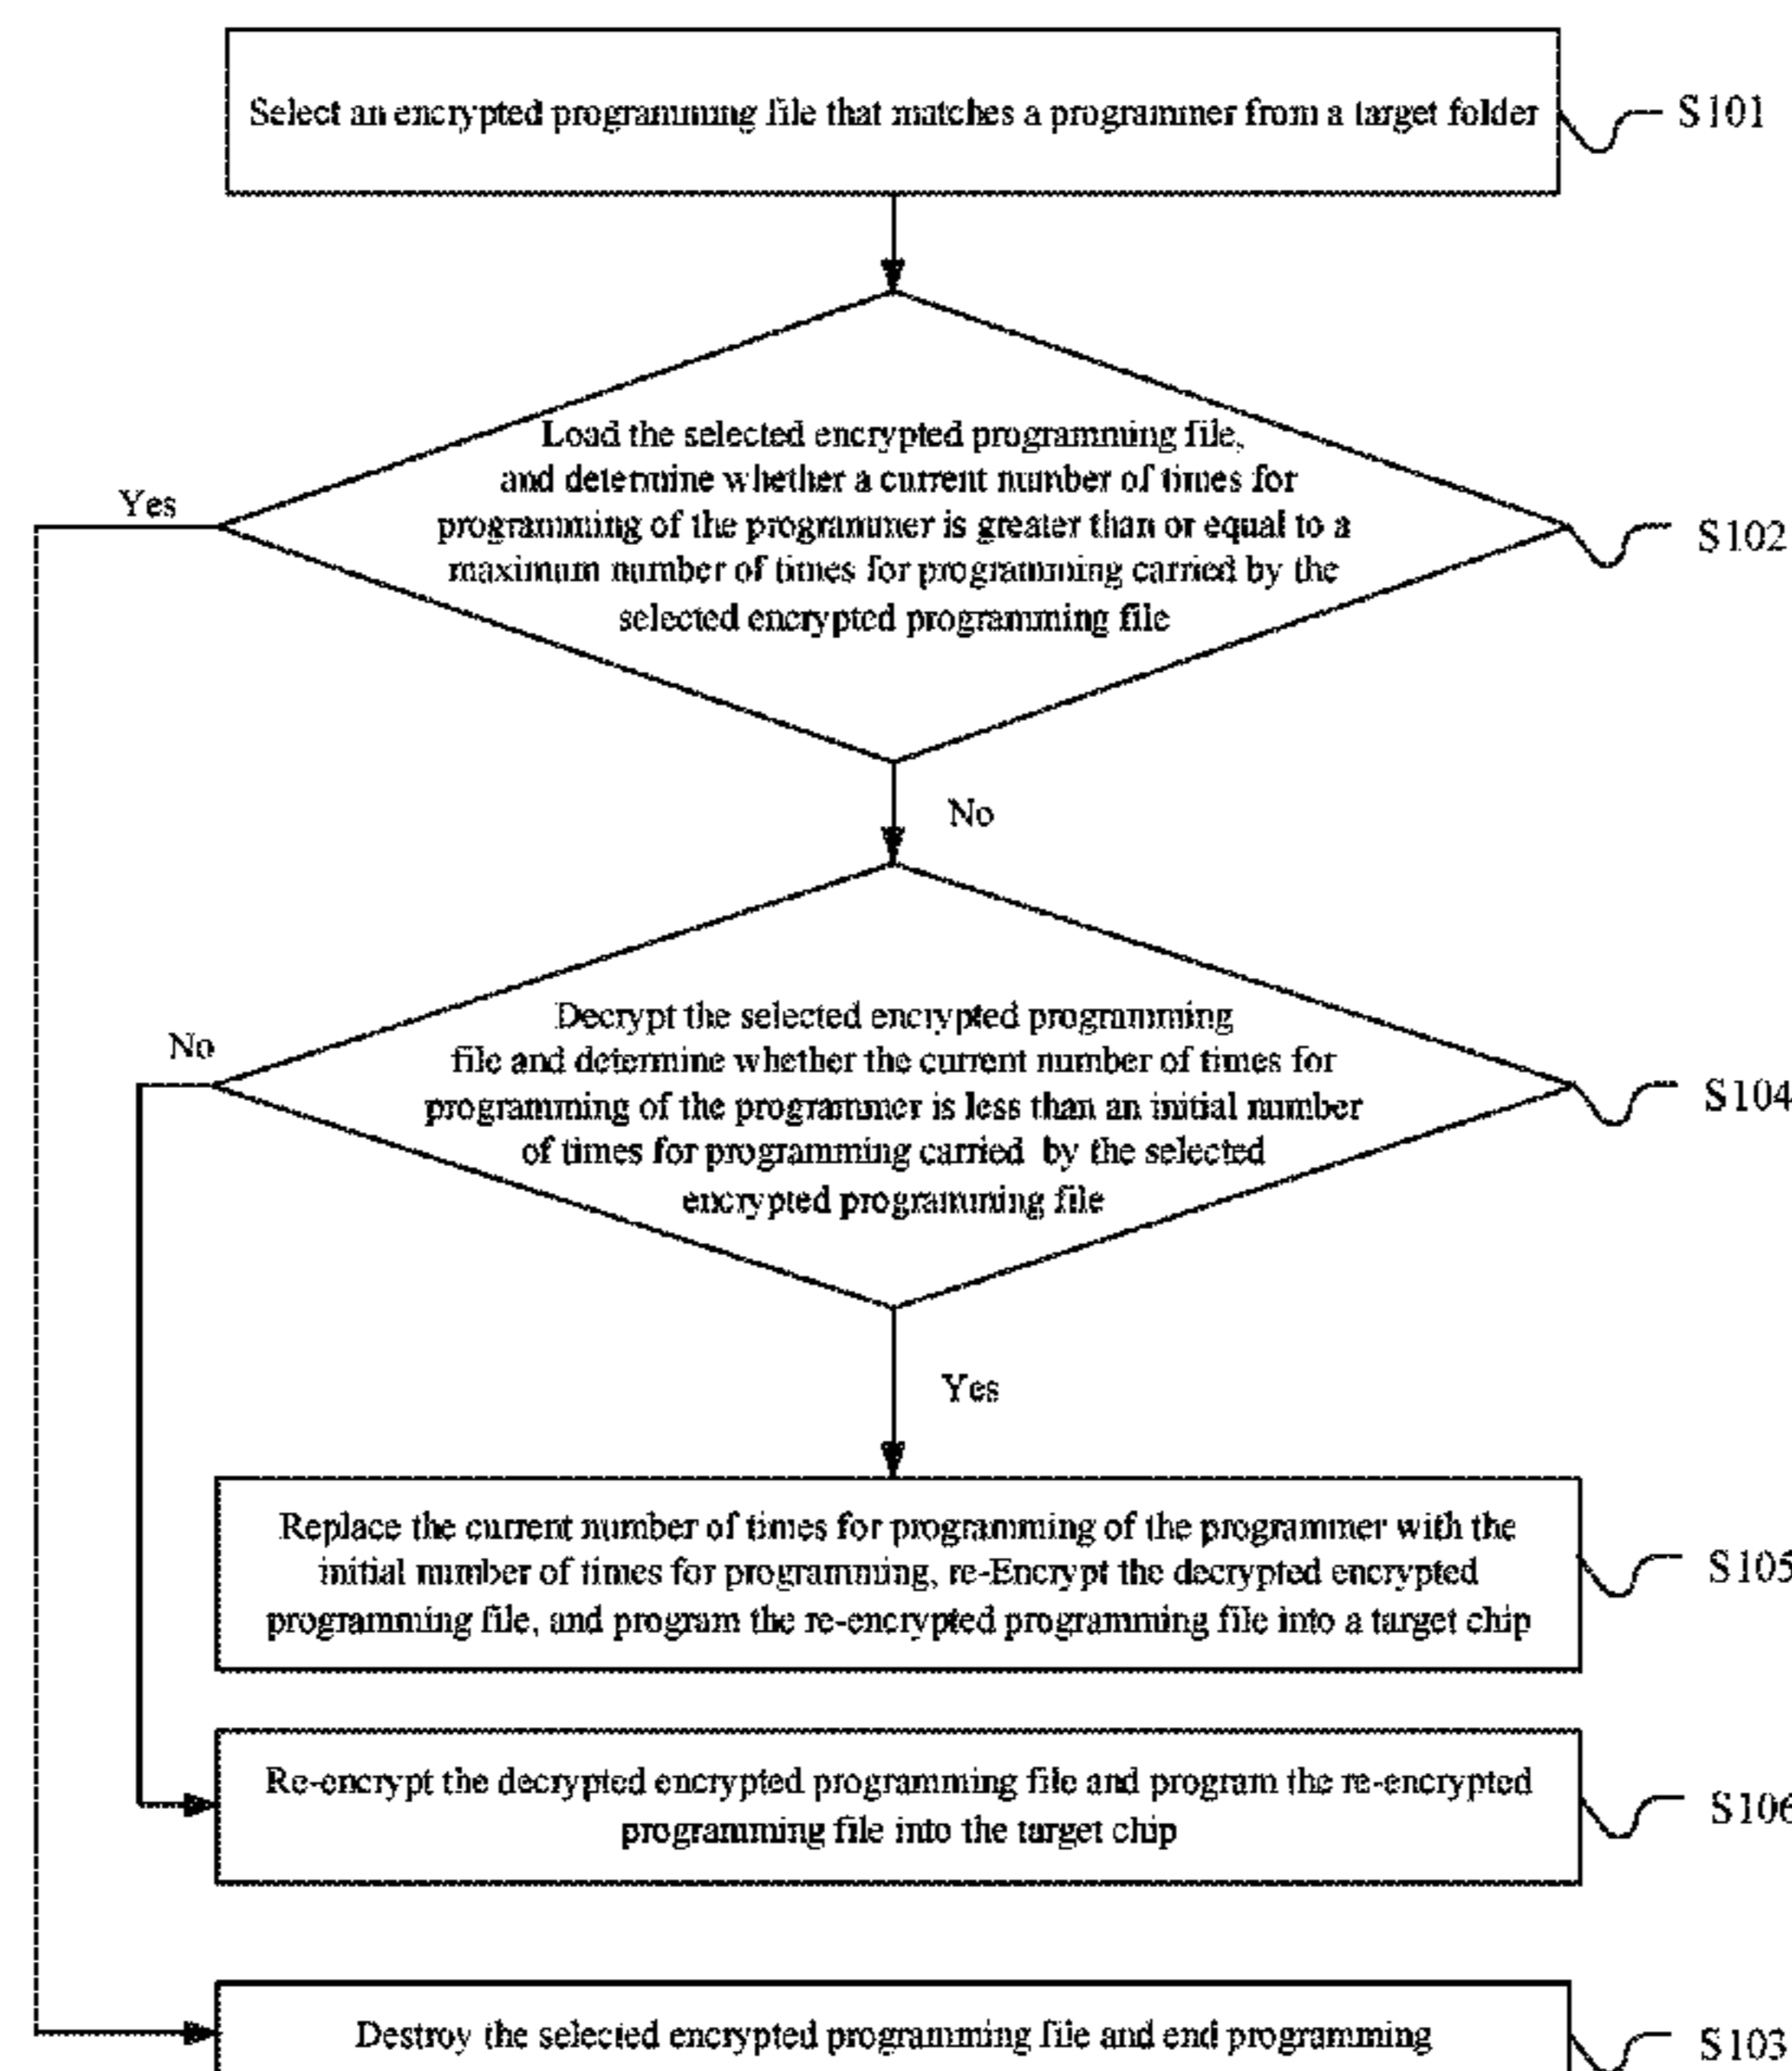 Select an encrypted programming file that matches a programmer from a target folder
S101
Load the selected encrypted programming file,
and determine whether a current number of times for
programming of the programmer is greater than or equal to a
maximum number of times for programming carried by the
selected encrypted programming file
Yes
S102
No
Decrypt the selected encrypted programming
file and determine whether the current number of times for
programming of the programmer is less than an initial number
of times for programming carried by the selected
encrypted programming file
No
S104
Yes
Replace the current number of times for programming of the programmer with the
initial number of times for programming, re-Encrypt the decrypted encrypted
programming file, and program the re-encrypted programming file into a target chip
S105
Re-encrypt the decrypted encrypted programming file and program the re-encrypted
programming file into the target chip
S106
Destroy the selected encrypted programming file and end programming
S103